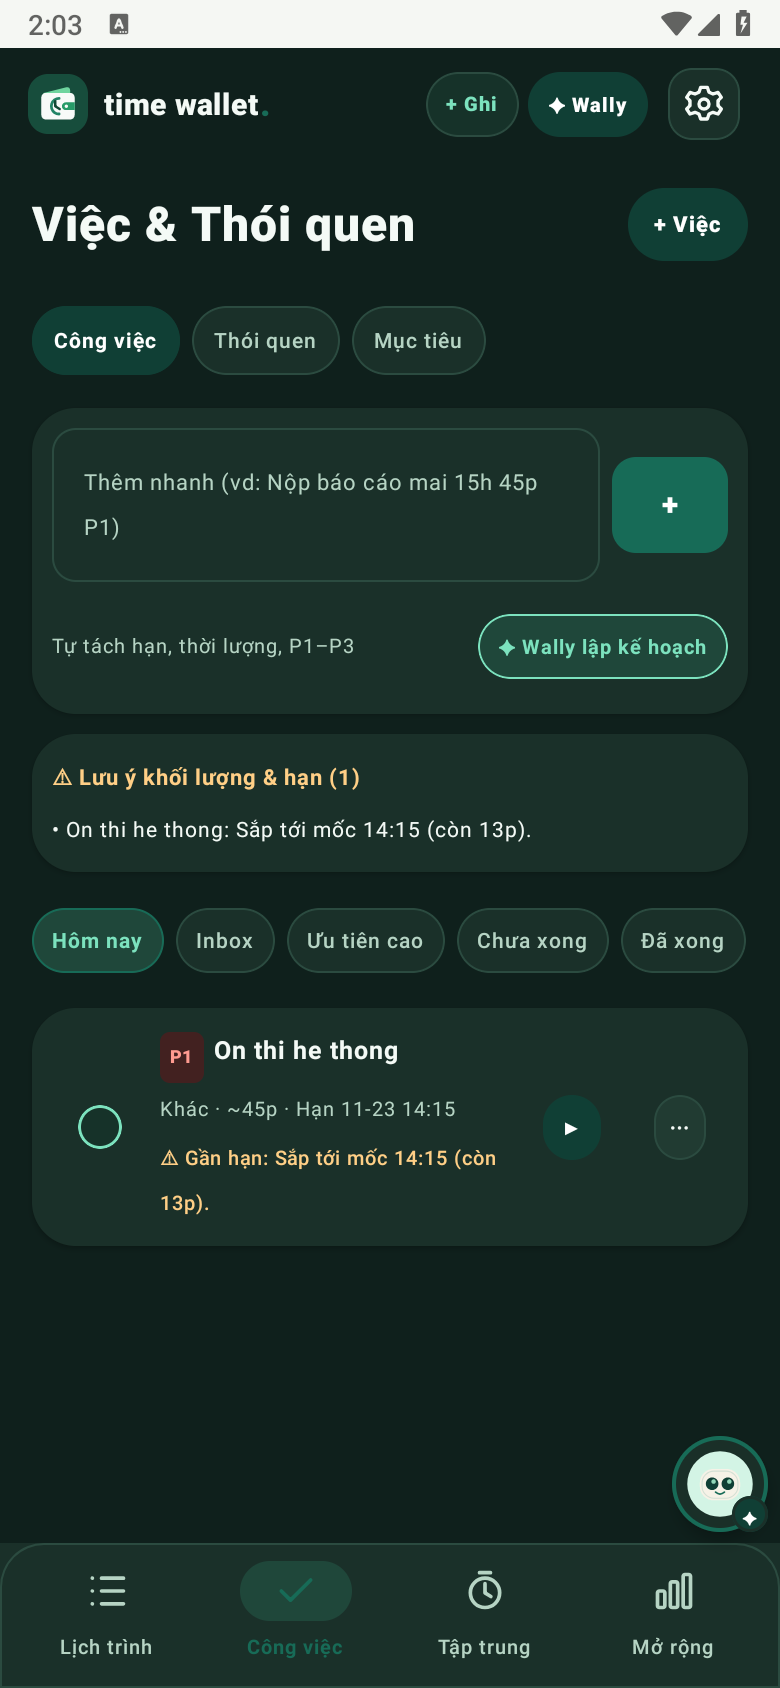 2:03
A
time wallet.
+ Ghi
✦ Wally
Việc & Thói quen
+ Việc
Công việc
Thói quen
Mục tiêu
Thêm nhanh (vd: Nộp báo cáo mai 15h 45p
P1)
+
Tự tách hạn, thời lượng, P1–P3
✦ Wally lập kế hoạch
⚠ Lưu ý khối lượng & hạn (1)
• On thi he thong: Sắp tới mốc 14:15 (còn 13p).
Hôm nay
Inbox
Ưu tiên cao
Chưa xong
Đã xong
P1 On thi he thong
Khác · ~45p · Hạn 11-23 14:15
⚠ Gần hạn: Sắp tới mốc 14:15 (còn
13p).
▶
···
Lịch trình
Công việc
Tập trung
Mở rộng